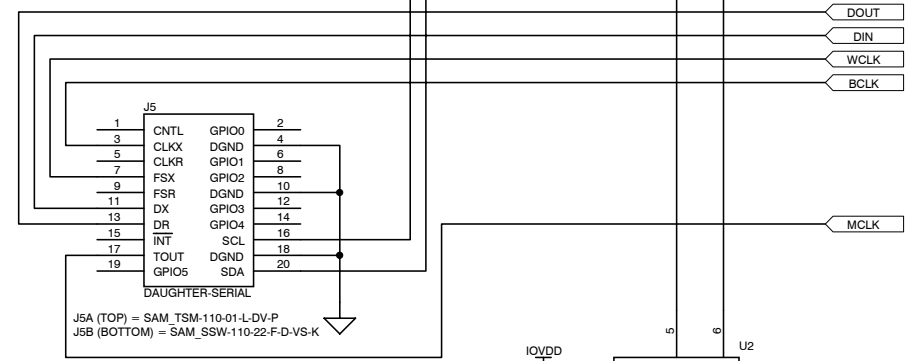 DOUT
DIN
WCLK
BCLK
J5
1 CNTL GPIO0 2
3 CLKX DGND 4
5 CLKR GPIO1 6
7 FSX GPIO2 8
9 FSR DGND 10
11 DX GPIO3 12
13 DR GPIO4 14
15 INT SCL 16
17 TOUT DGND 18
19 GPIO5 SDA 20
DAUGHTER-SERIAL
MCLK
J5A (TOP) = SAM_TSM-110-01-L-DV-P
J5B (BOTTOM) = SAM_SSW-110-22-F-D-VS-K
5 6
IOVDD
U2